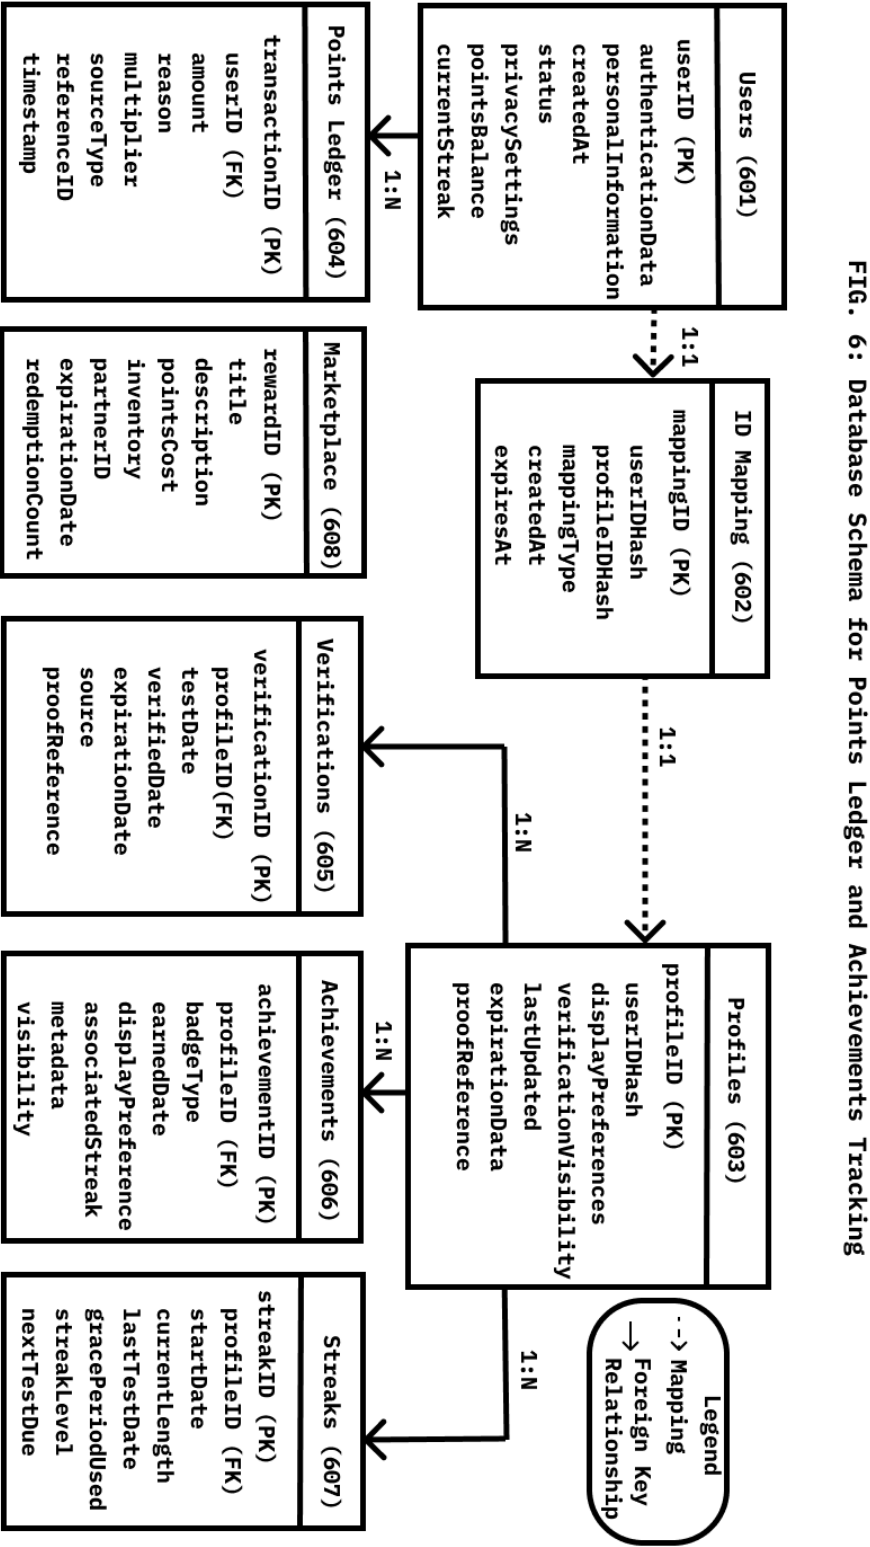 FIG. 6: Database Schema for Points Ledger and Achievements Tracking
Users (601)
userID (PK)
authenticationData
personalInformation
createdAt
status
privacySettings
pointsBalance
currentStreak
1:1
ID Mapping (602)
mappingID (PK)
userIDHash
profileIDHash
mappingType
createdAt
expiresAt
1:1
Profiles (603)
profileID (PK)
userIDHash
displayPreferences
verificationVisibility
lastUpdated
expirationData
proofReference
Legend
Mapping
Foreign Key
Relationship
1:N
1:N
1:N
1:N
Points Ledger (604)
transactionID (PK)
userID (FK)
amount
reason
multiplier
sourceType
referenceID
timestamp
Marketplace (608)
rewardID (PK)
title
description
pointsCost
inventory
partnerID
expirationDate
redemptionCount
Verifications (605)
verificationID (PK)
profileID(FK)
testDate
verifiedDate
expirationDate
source
proofReference
Achievements (606)
achievementID (PK)
profileID (FK)
badgeType
earnedDate
displayPreference
associatedStreak
metadata
visibility
Streaks (607)
streakID (PK)
profileID (FK)
startDate
currentLength
lastTestDate
gracePeriodUsed
streakLevel
nextTestDue